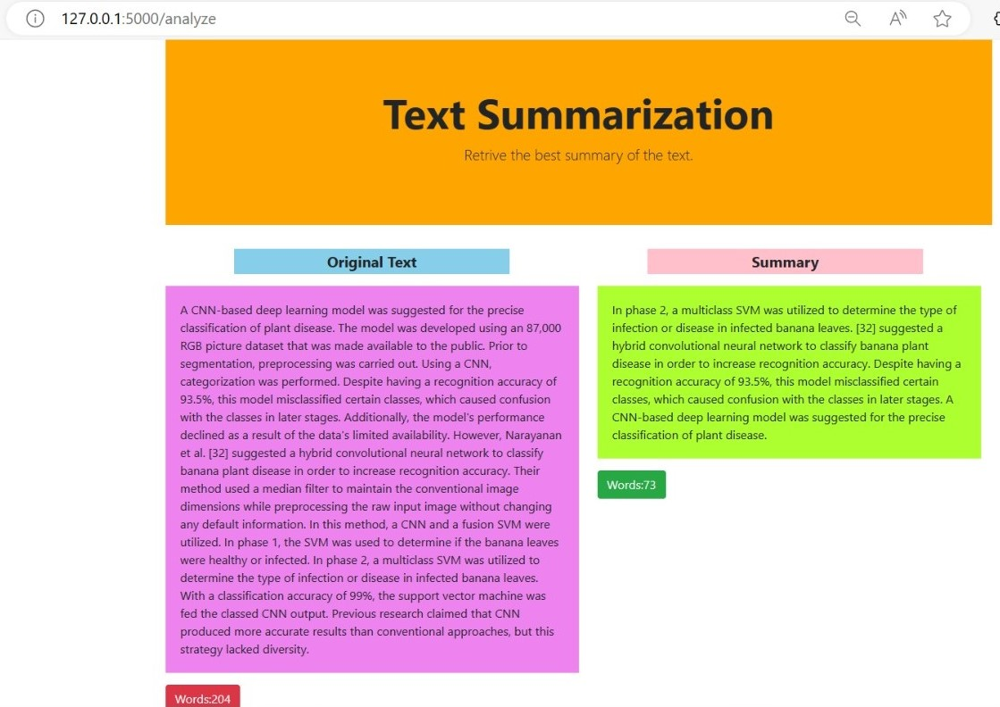 127.0.0.1:5000/analyze
Text Summarization
Retrive the best summary of the text.
Original Text
A CNN-based deep learning model was suggested for the precise
classification of plant disease. The model was developed using an 87,000
RGB picture dataset that was made available to the public. Prior to
segmentation, preprocessing was carried out. Using a CNN,
categorization was performed. Despite having a recognition accuracy of
93.5%, this model misclassified certain classes, which caused confusion
with the classes in later stages. Additionally, the model's performance
declined as a result of the data's limited availability. However, Narayanan
et al. [32] suggested a hybrid convolutional neural network to classify
banana plant disease in order to increase recognition accuracy. Their
method used a median filter to maintain the conventional image
dimensions while preprocessing the raw input image without changing
any default information. In this method, a CNN and a fusion SVM were
utilized. In phase 1, the SVM was used to determine if the banana leaves
were healthy or infected. In phase 2, a multiclass SVM was utilized to
determine the type of infection or disease in infected banana leaves.
With a classification accuracy of 99%, the support vector machine was
fed the classed CNN output. Previous research claimed that CNN
produced more accurate results than conventional approaches, but this
strategy lacked diversity.
Words:204
Summary
In phase 2, a multiclass SVM was utilized to determine the type of
infection or disease in infected banana leaves. [32] suggested a
hybrid convolutional neural network to classify banana plant
disease in order to increase recognition accuracy. Despite having a
recognition accuracy of 93.5%, this model misclassified certain
classes, which caused confusion with the classes in later stages. A
CNN-based deep learning model was suggested for the precise
classification of plant disease.
Words:73